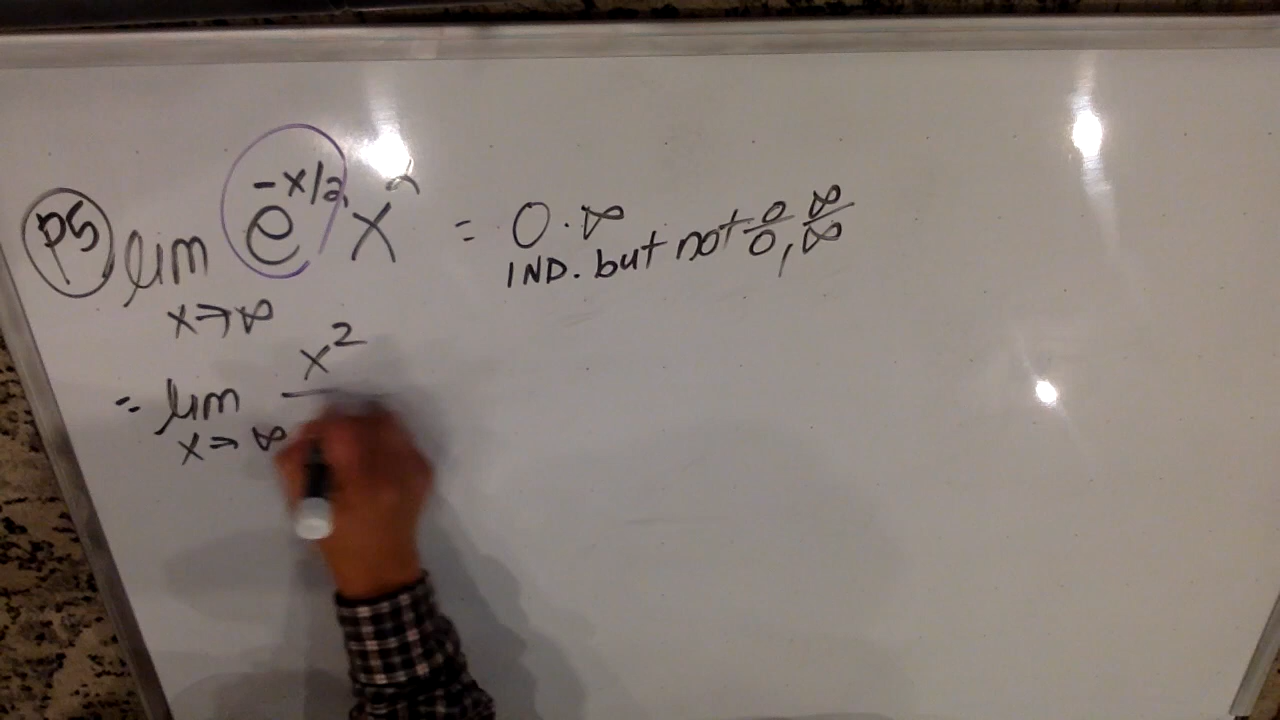 P5 lim x→∞ e^(-x/2) x^2 = 0·∞
IND. but not 0/0, ∞/∞
= lim x→∞ x^2